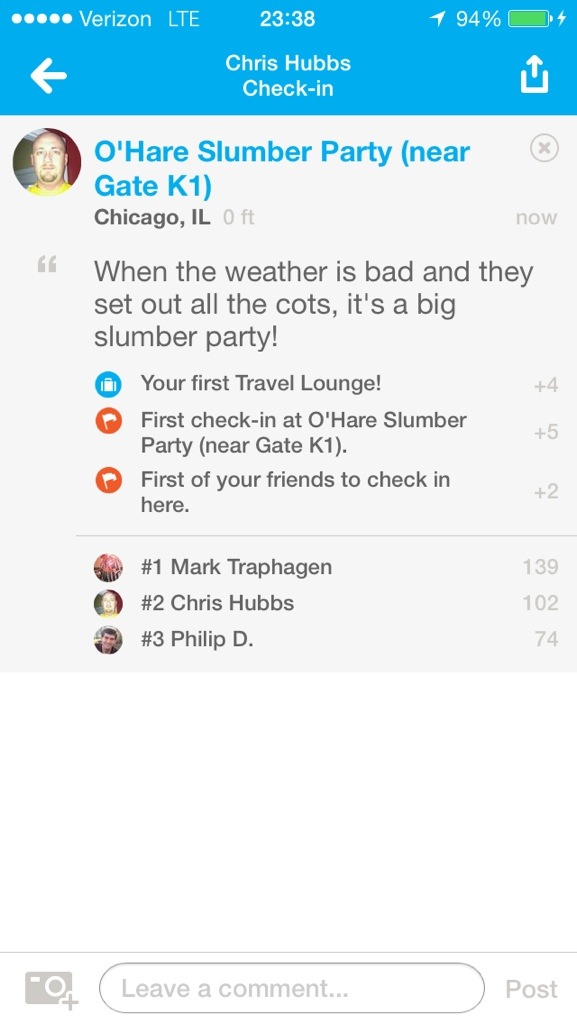 Verizon LTE 23:38 94%
Chris Hubbs
Check-in
O'Hare Slumber Party (near
Gate K1)
Chicago, IL 0 ft now
“ When the weather is bad and they
set out all the cots, it's a big
slumber party!
Your first Travel Lounge! +4
First check-in at O'Hare Slumber
Party (near Gate K1). +5
First of your friends to check in
here. +2
#1 Mark Traphagen 139
#2 Chris Hubbs 102
#3 Philip D. 74
Leave a comment... Post